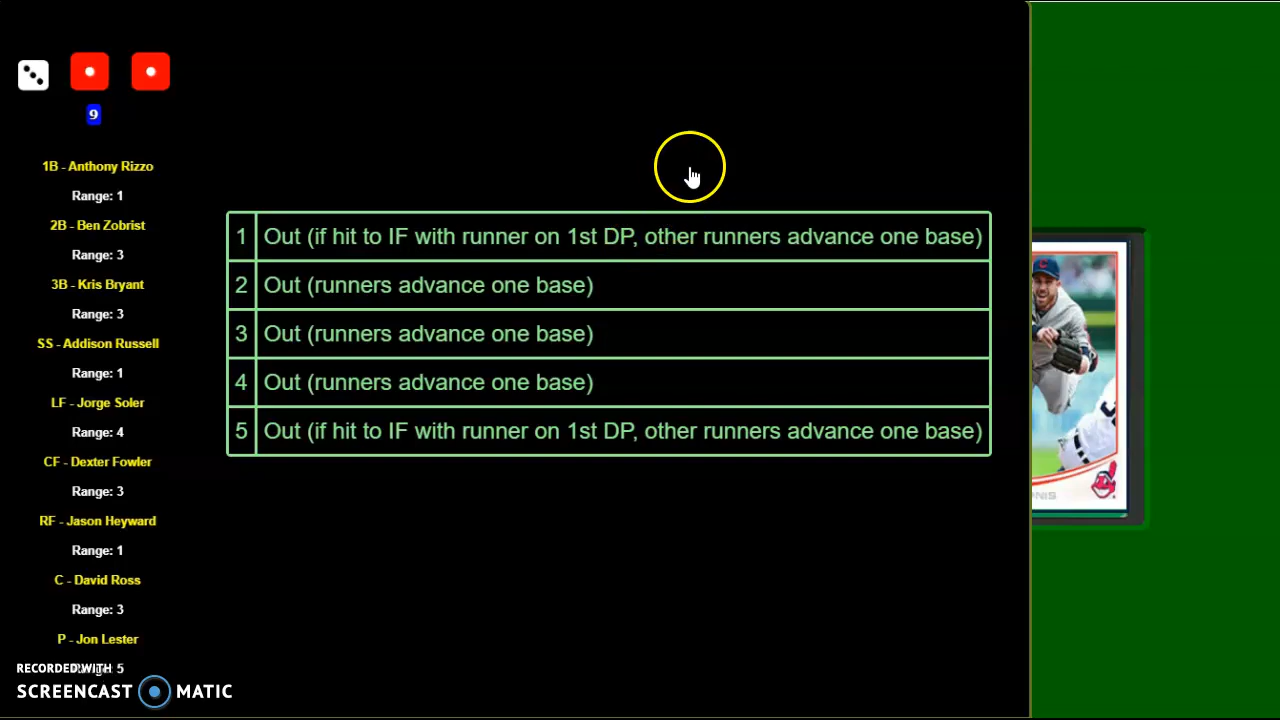 9
1B - Anthony Rizzo
Range: 1
2B - Ben Zobrist
Range: 3
3B - Kris Bryant
Range: 3
SS - Addison Russell
Range: 1
LF - Jorge Soler
Range: 4
CF - Dexter Fowler
Range: 3
RF - Jason Heyward
Range: 1
C - David Ross
Range: 3
P - Jon Lester
5
1 Out (if hit to IF with runner on 1st DP, other runners advance one base)
2 Out (runners advance one base)
3 Out (runners advance one base)
4 Out (runners advance one base)
5 Out (if hit to IF with runner on 1st DP, other runners advance one base)
RECORDED WITH
SCREENCAST MATIC